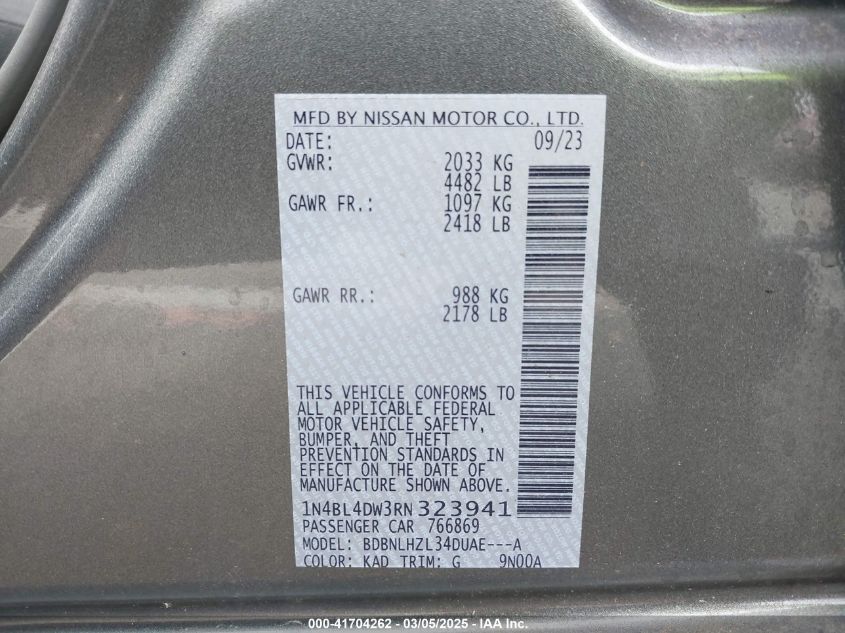 MFD BY NISSAN MOTOR CO., LTD.
DATE: 09/23
GVWR: 2033 KG
4482 LB
GAWR FR.: 1097 KG
2418 LB
GAWR RR.: 988 KG
2178 LB
THIS VEHICLE CONFORMS TO
ALL APPLICABLE FEDERAL
MOTOR VEHICLE SAFETY,
BUMPER, AND THEFT
PREVENTION STANDARDS IN
EFFECT ON THE DATE OF
MANUFACTURE SHOWN ABOVE.
1N4BL4DW3RN323941
PASSENGER CAR 766869
MODEL: BDBNLHZL34DUAE---A
COLOR: KAD TRIM: G 9N00A
000-41704262 - 03/05/2025 - IAA Inc.